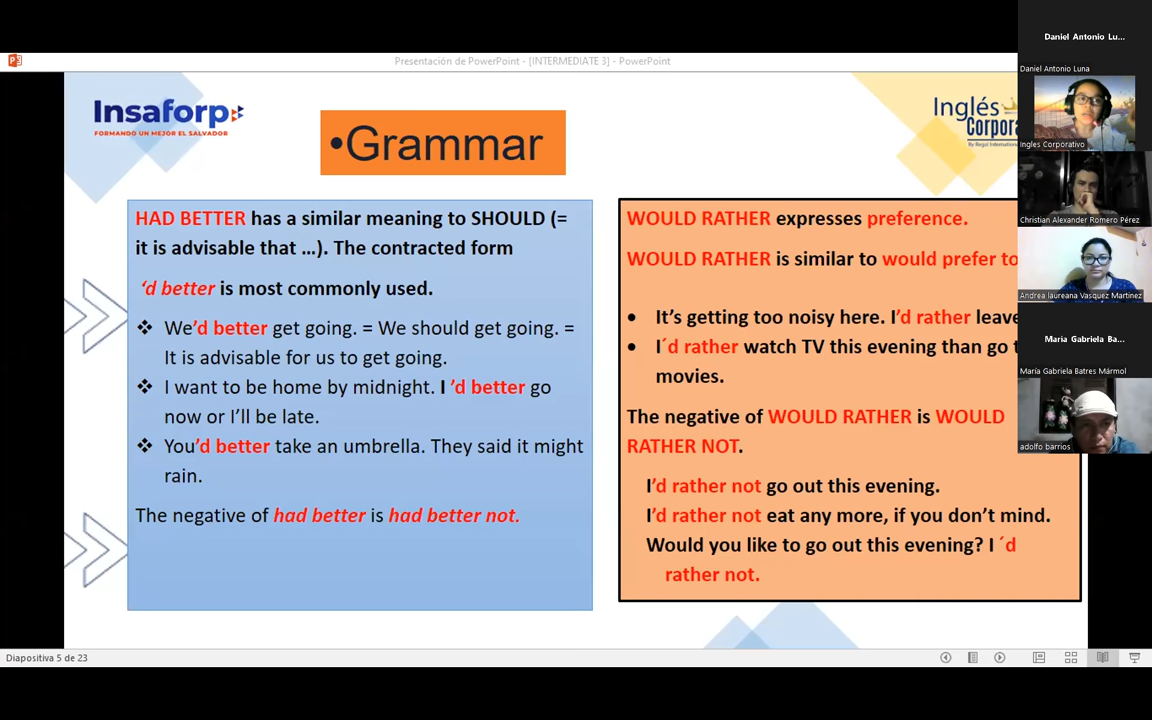 Presentación de PowerPoint - [INTERMEDIATE 3] - PowerPoint
Insaforp
FORMANDO UN MEJOR EL SALVADOR
•Grammar
Inglés
Corpora
By Regal International
HAD BETTER has a similar meaning to SHOULD (=
it is advisable that ...). The contracted form
‘d better is most commonly used.
❖ We’d better get going. = We should get going. =
It is advisable for us to get going.
❖ I want to be home by midnight. I ’d better go
now or I’ll be late.
❖ You’d better take an umbrella. They said it might
rain.
The negative of had better is had better not.
WOULD RATHER expresses preference.
WOULD RATHER is similar to would prefer to
• It’s getting too noisy here. I’d rather leave
• I´d rather watch TV this evening than go t
movies.
The negative of WOULD RATHER is WOULD
RATHER NOT.
I’d rather not go out this evening.
I’d rather not eat any more, if you don’t mind.
Would you like to go out this evening? I ´d
rather not.
Daniel Antonio Lu...
Daniel Antonio Luna
Ingles Corporativo
Christian Alexander Romero Pérez
Andrea laureana Vasquez Martinez
Maria Gabriela Ba...
María Gabriela Batres Mármol
adolfo barrios
Diapositiva 5 de 23